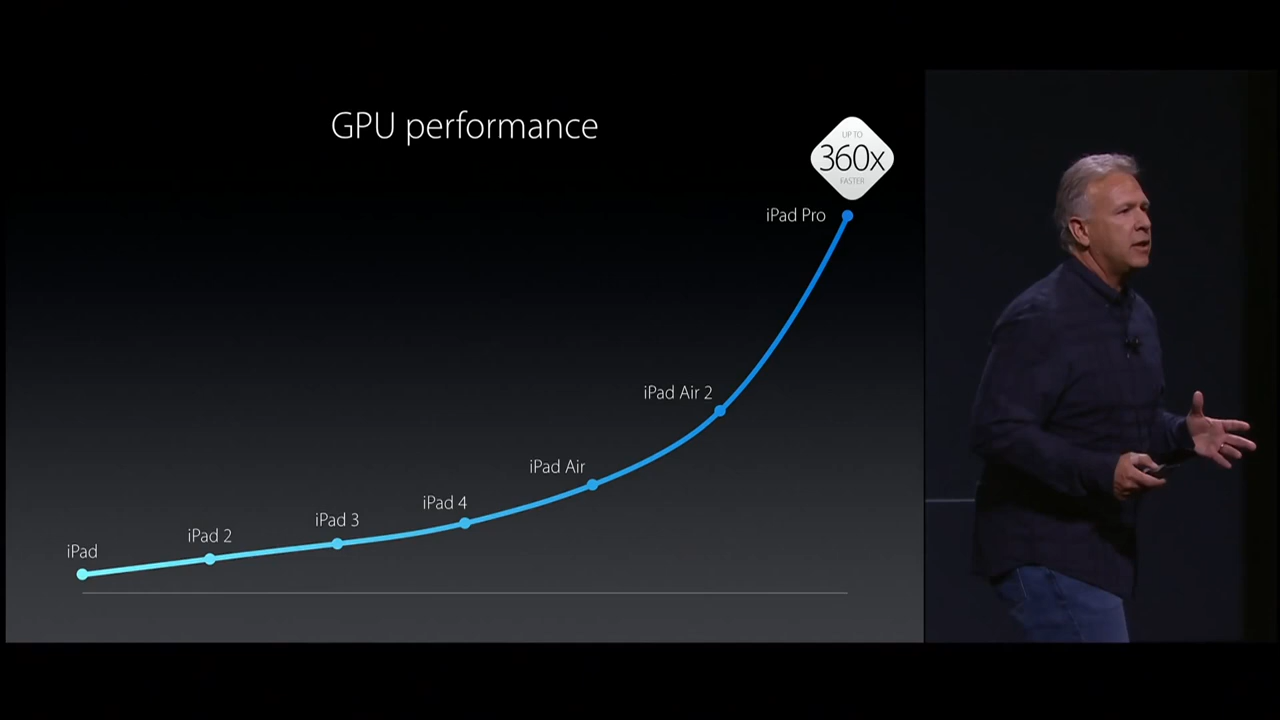 GPU performance
UP TO
360x
FASTER
iPad Pro
iPad Air 2
iPad Air
iPad 4
iPad 3
iPad 2
iPad